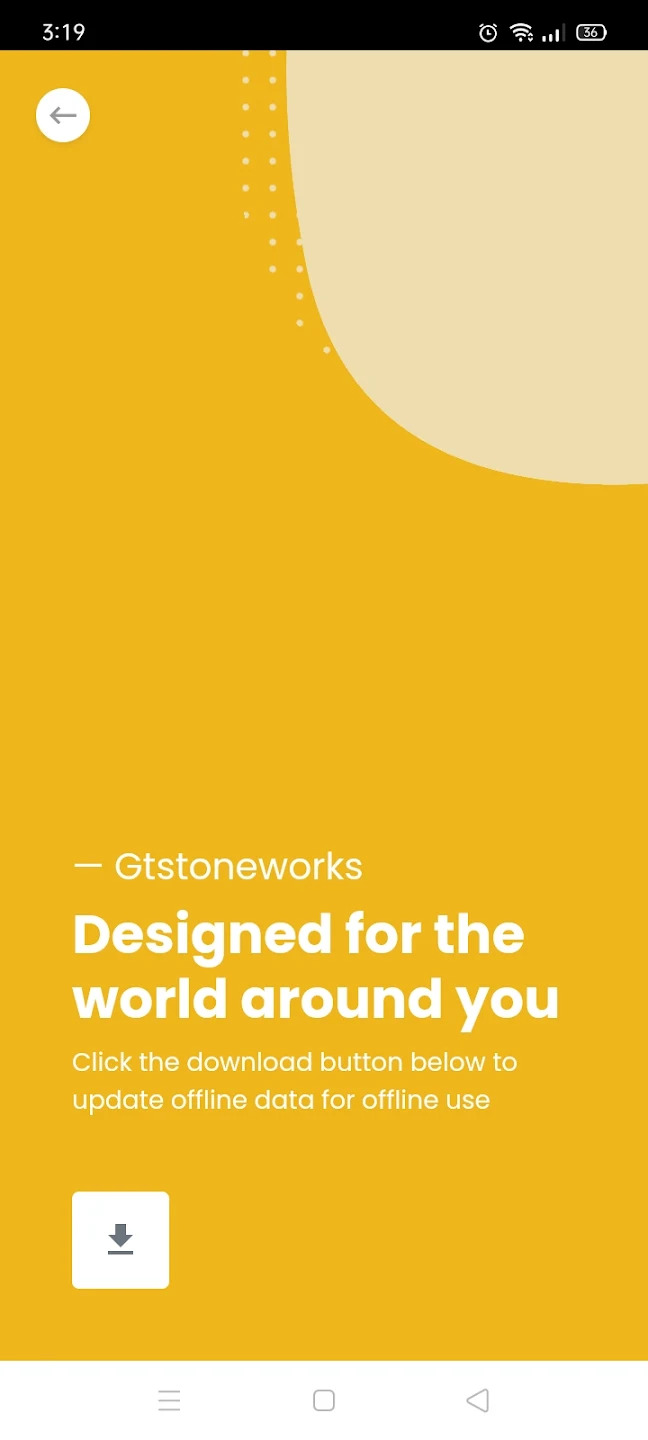 3:19
36
— Gtstoneworks
Designed for the
world around you
Click the download button below to
update offline data for offline use